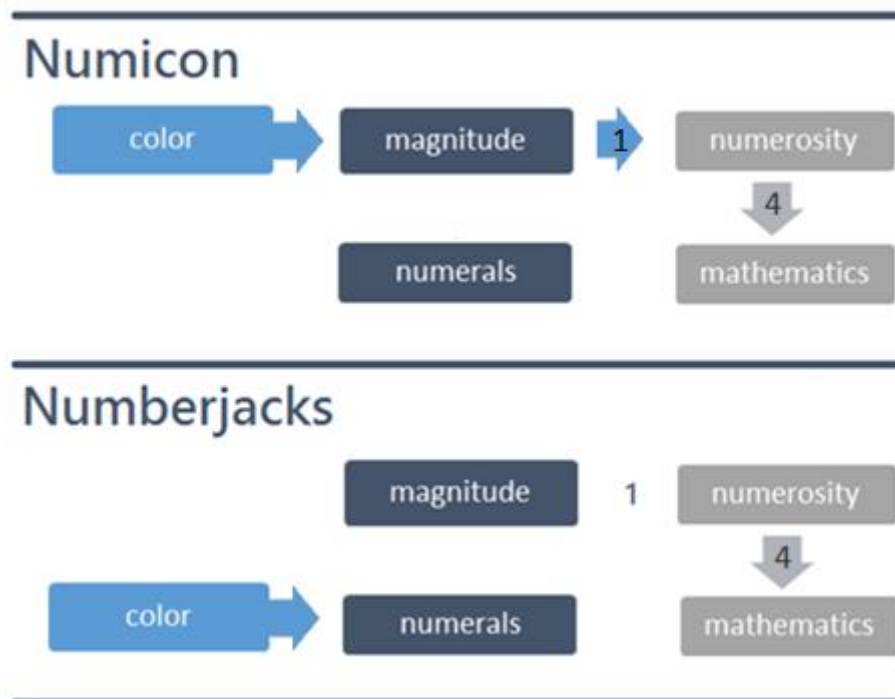 Numicon
color
magnitude
1
numerosity
4
numerals
mathematics
Numberjacks
magnitude
1
numerosity
4
color
numerals
mathematics